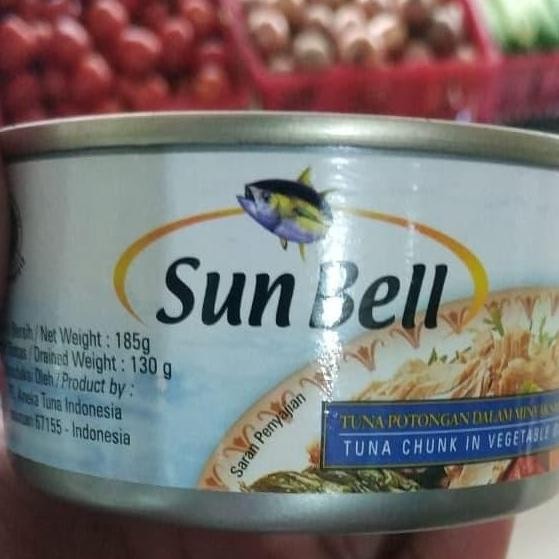 Sun Bell
/ Net Weight : 185g
/ Drained Weight : 130 g
Oleh / Product by :
Aneka Tuna Indonesia
67155 - Indonesia
Saran Penyajian
TUNA POTONGAN DALAM
TUNA CHUNK IN VEGETABLE